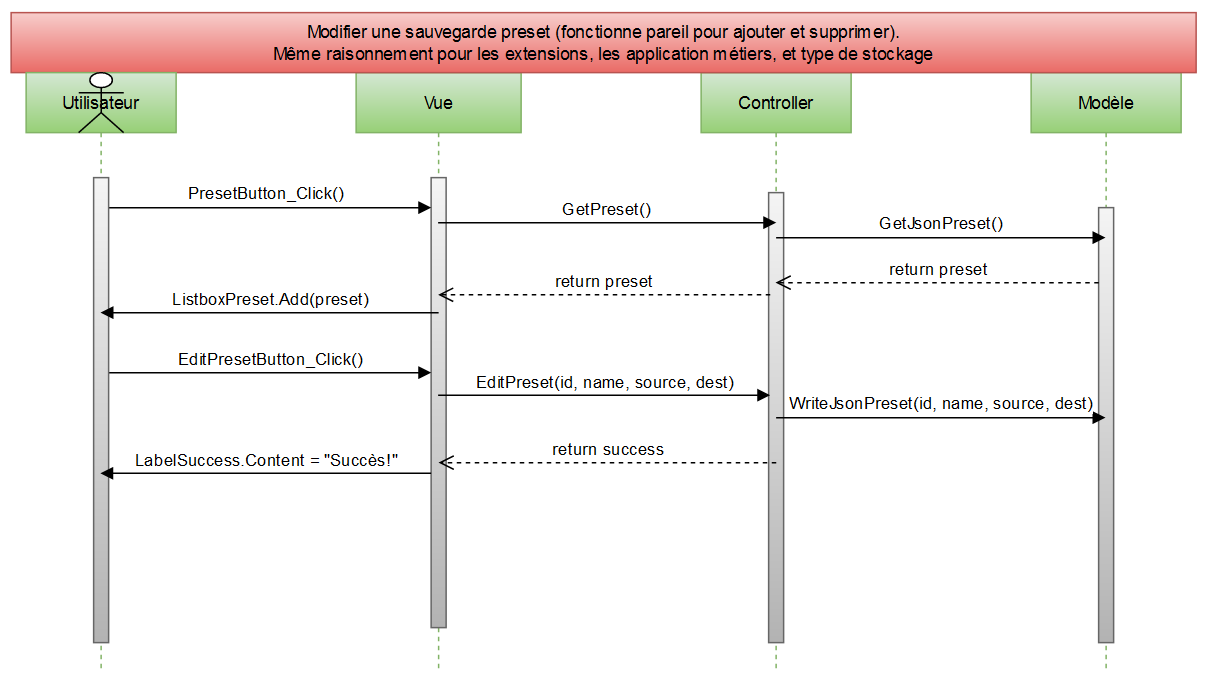 Modifier une sauvegarde preset (fonctionne pareil pour ajouter et supprimer).
Même raisonnement pour les extensions, les application métiers, et type de stockage
Utilisateur
Vue
Controller
Modèle
PresetButton_Click()
GetPreset()
GetJsonPreset()
return preset
return preset
ListboxPreset.Add(preset)
EditPresetButton_Click()
EditPreset(id, name, source, dest)
WriteJsonPreset(id, name, source, dest)
return success
LabelSuccess.Content = "Succès!"